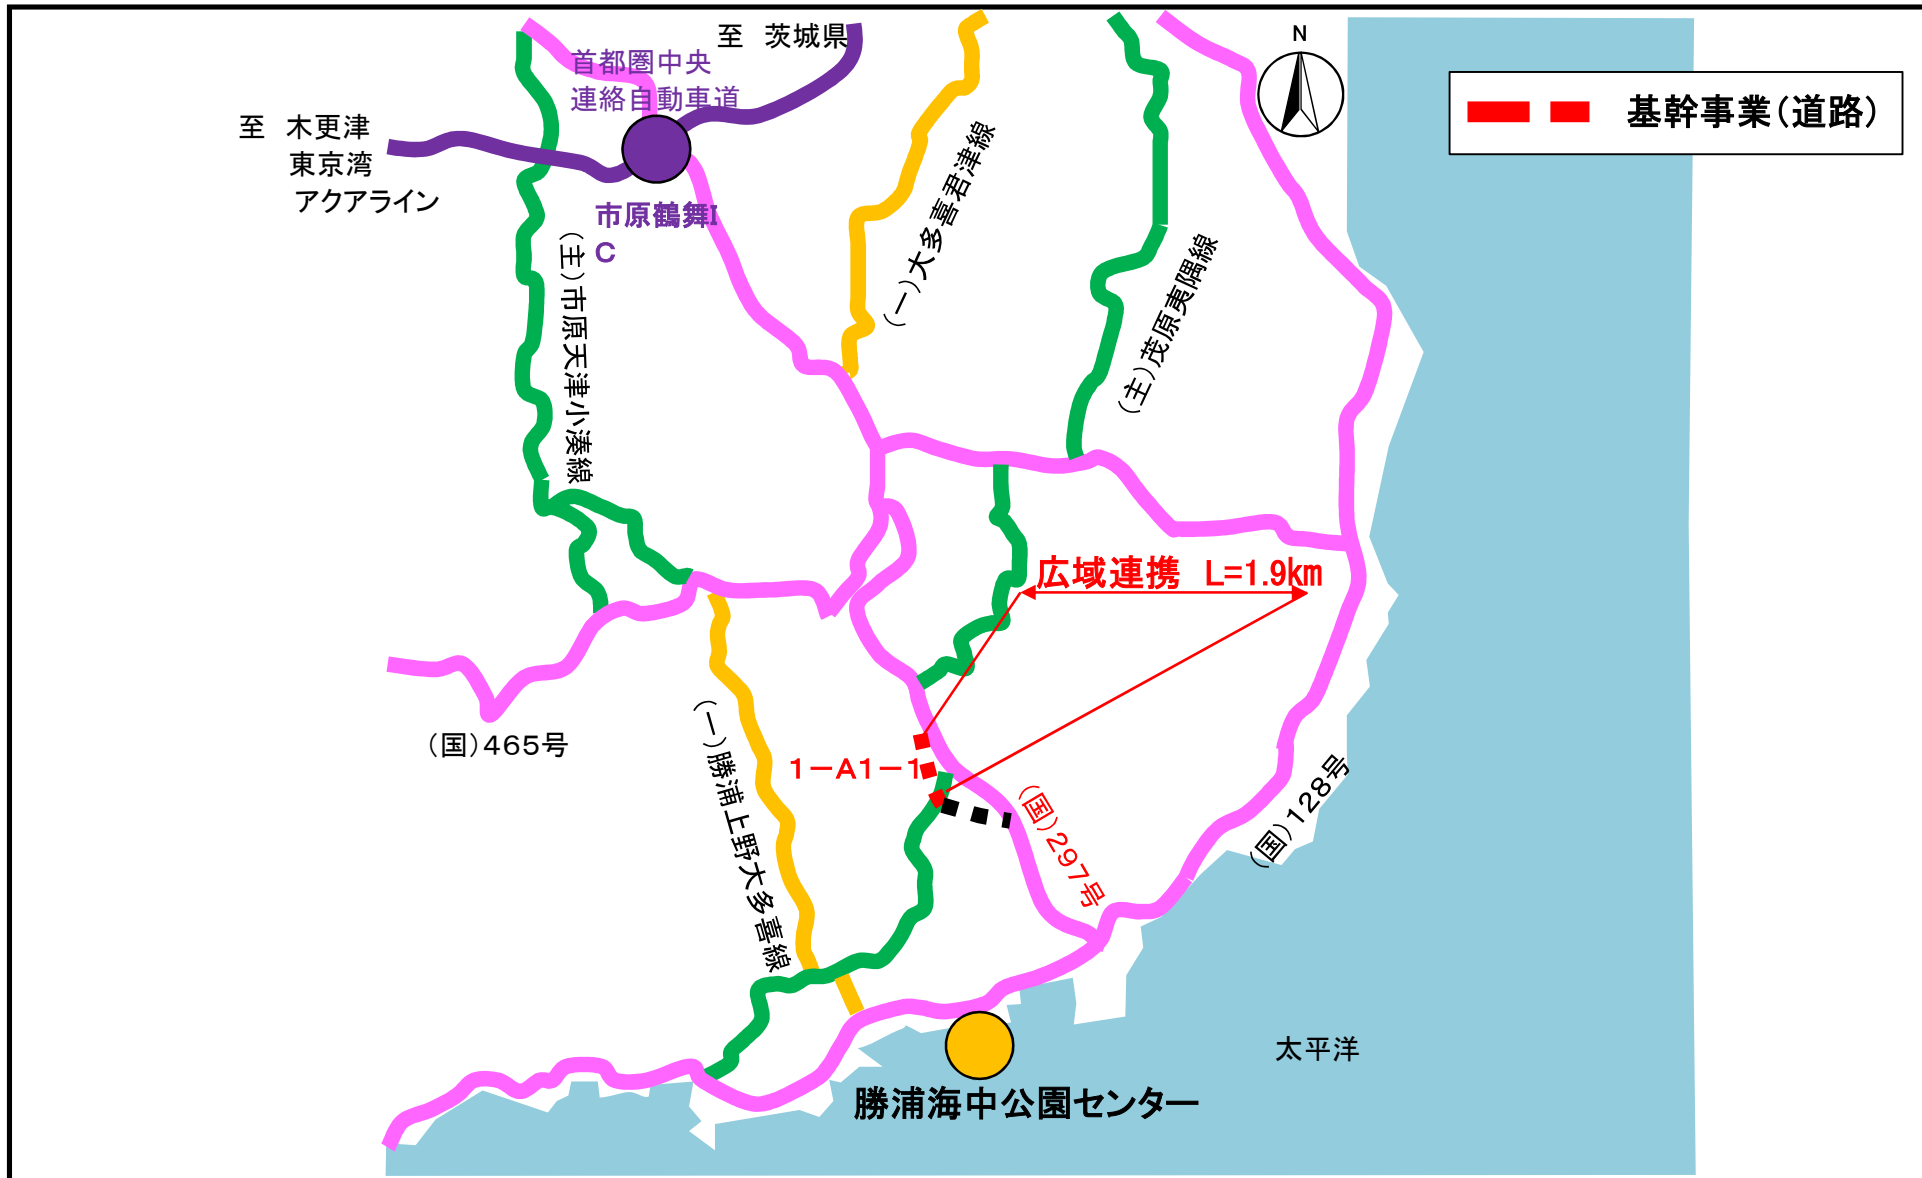 至　茨城県
N
首都圏中央
連絡自動車道
基幹事業（道路）
至　木更津
東京湾
アクアライン
市原鶴舞I
C
（主）市原天津小湊線
（一）大多喜君津線
（主）茂原夷隅線
広域連携　L=1.9km
（国）465号
（一）勝浦上野大多喜線
1－A1－1
（国）297号
（国）128号
太平洋
勝浦海中公園センター